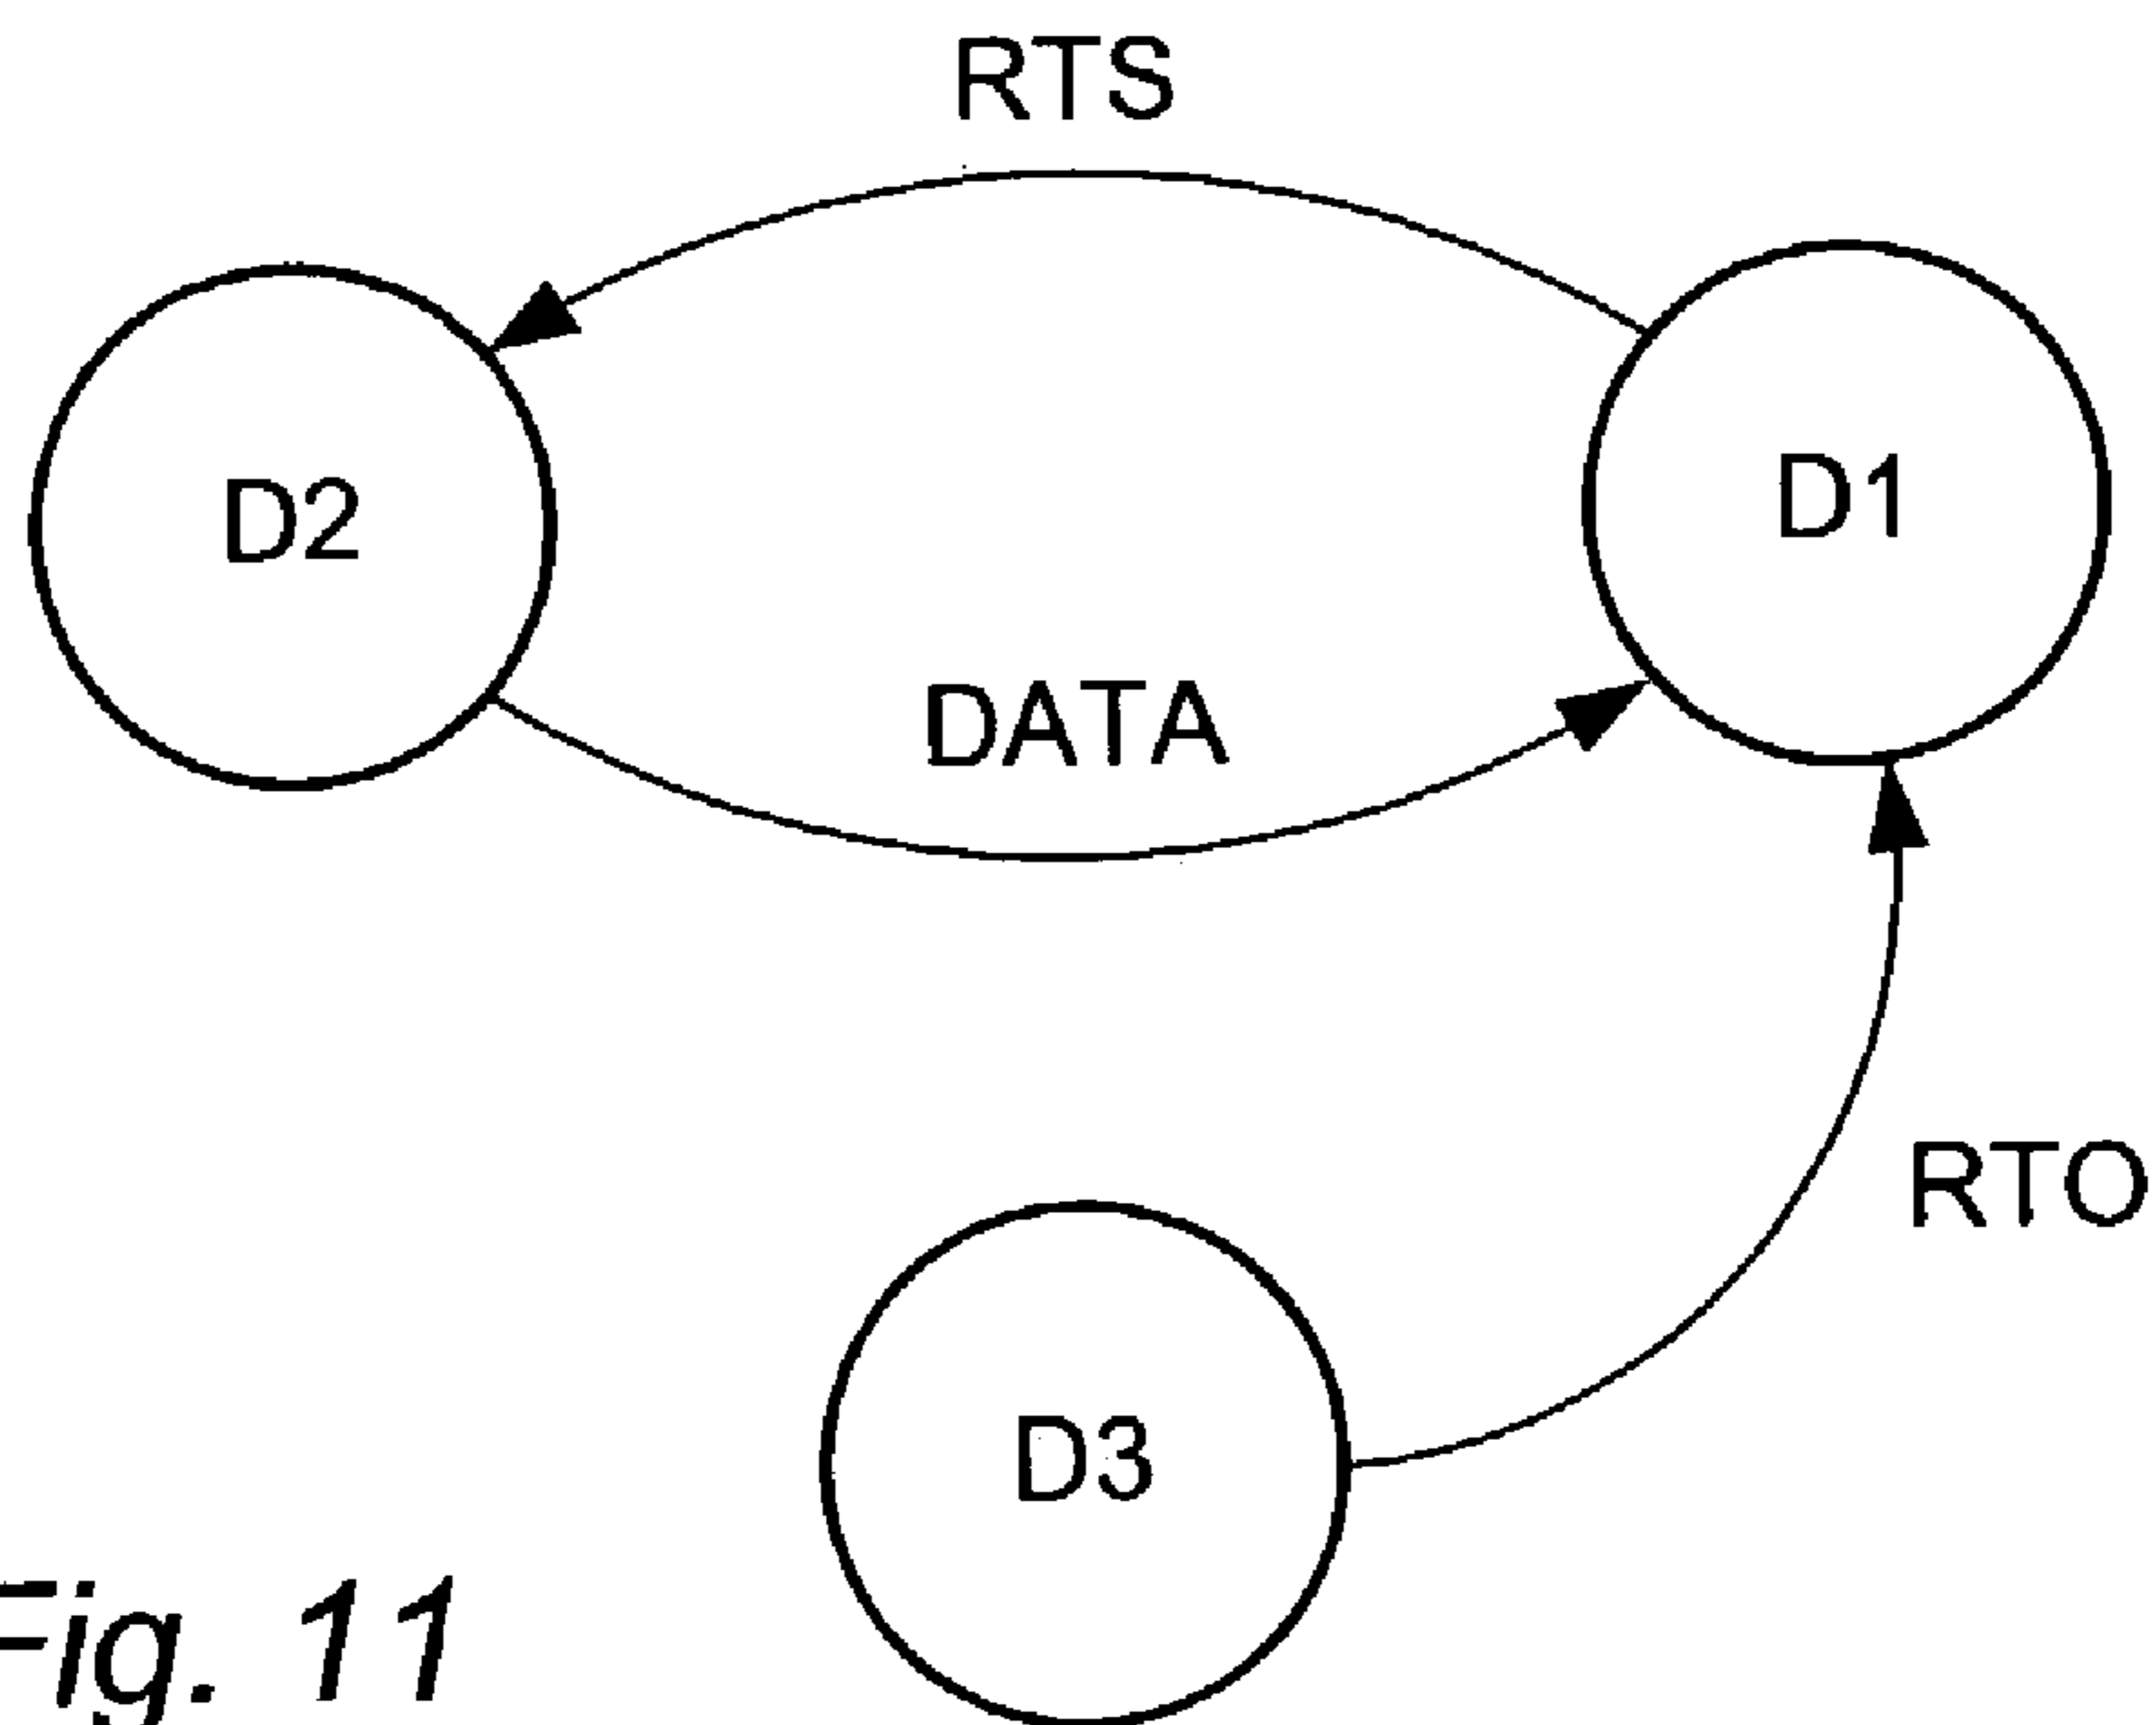 RTS
D2
D1
DATA
RTO
D3
Fig. 11